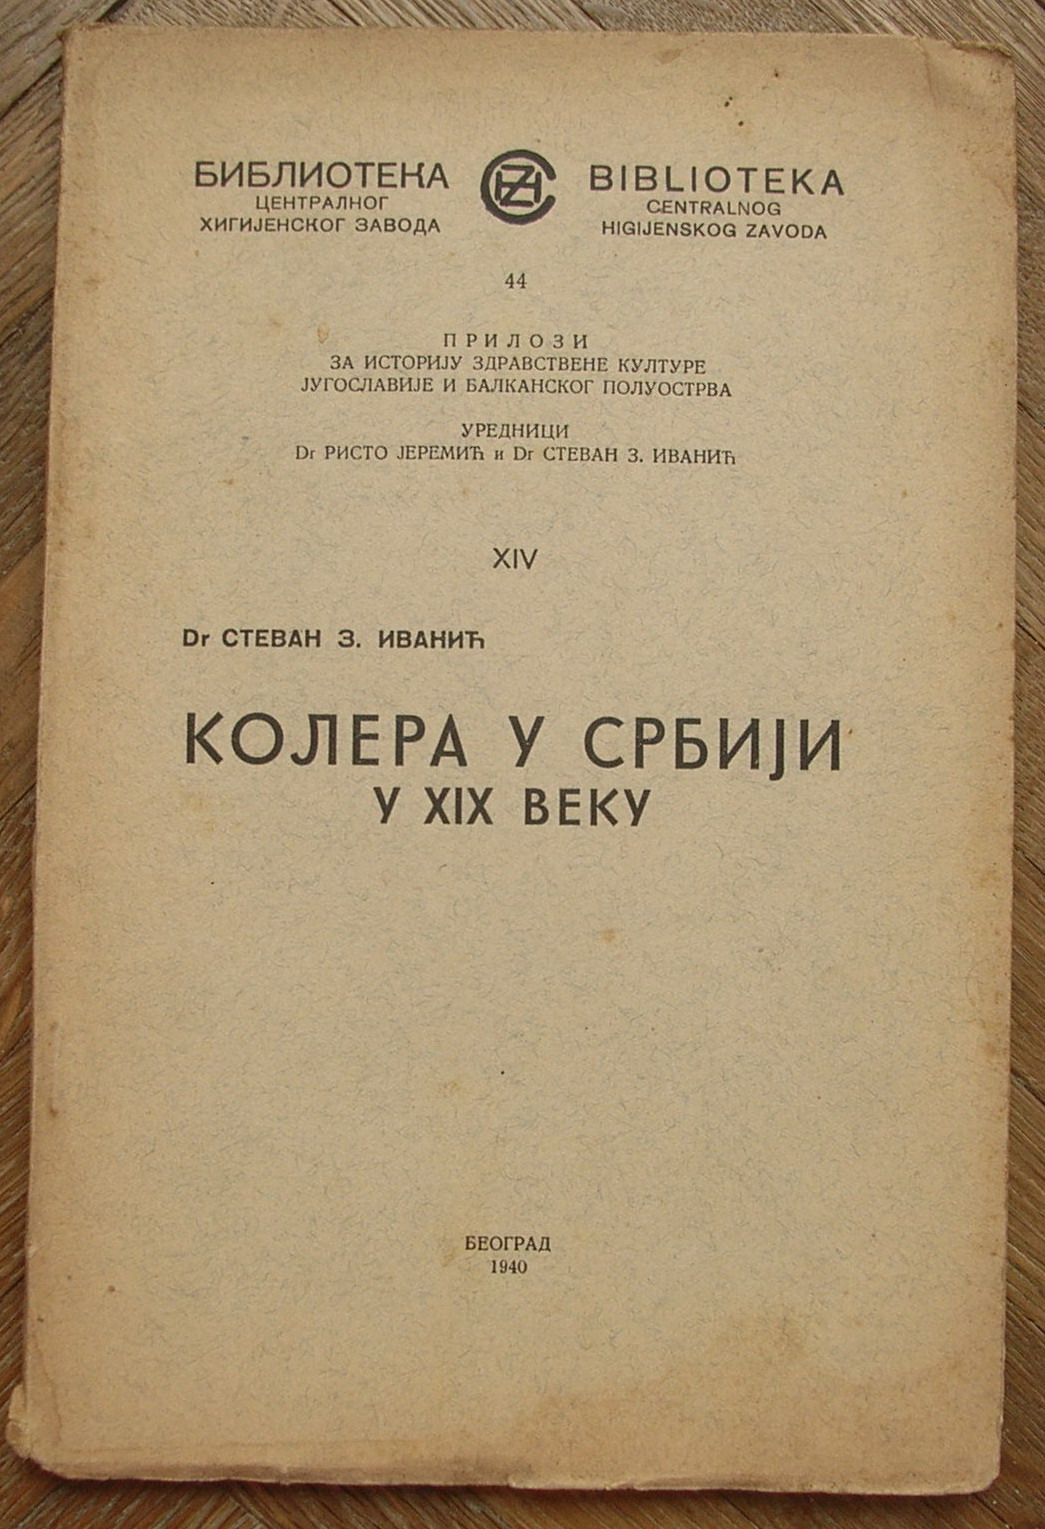 БИБЛИОТЕКА
ЦЕНТРАЛНОГ
ХИГИЈЕНСКОГ ЗАВОДА
CHZ
BIBLIOTEKA
CENTRALNOG
HIGIJENSKOG ZAVODA
44
ПРИЛОЗИ
ЗА ИСТОРИЈУ ЗДРАВСТВЕНЕ КУЛТУРЕ
ЈУГОСЛАВИЈЕ И БАЛКАНСКОГ ПОЛУОСТРВА
УРЕДНИЦИ
Dr РИСТО ЈЕРЕМИЋ и Dr СТЕВАН З. ИВАНИЋ
XIV
Dr СТЕВАН З. ИВАНИЋ
КОЛЕРА У СРБИЈИ
У XIX ВЕКУ
БЕОГРАД
1940